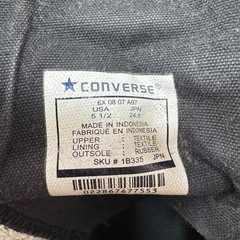 CONVERSE
6X 08 07 A97
USA JPN
5 1/2 24.5
MADE IN INDONESIA
FABRIQUÉ EN INDONESIA
UPPER : TEXTILE
LINING : TEXTILE
OUTSOLE : RUBBER
SKU # 1B335 JPN
022867677553